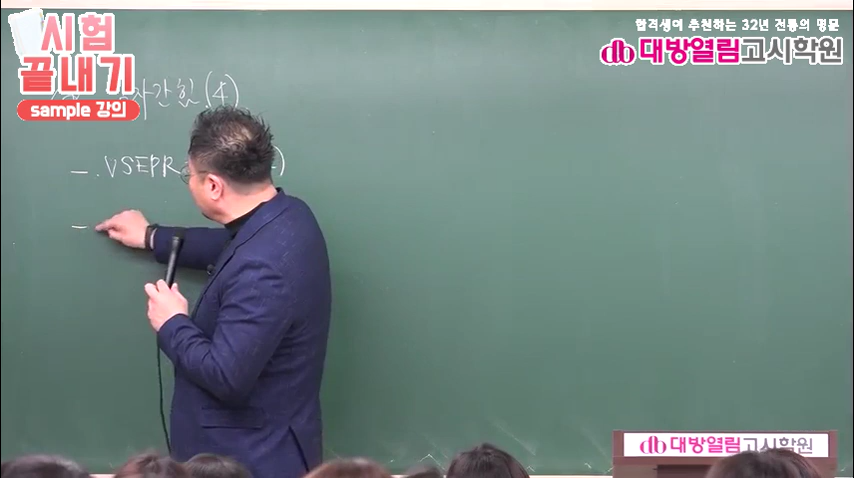 시험
끝내기
sample 강의
합격생이 추천하는 32년 전통의 명문
대방열림고시학원
자간힘 (4)
- . VSEPR
-
대방열림고시학원